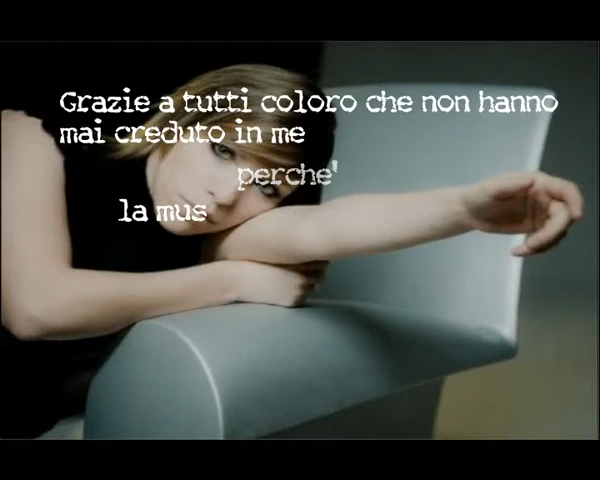 Grazie a tutti coloro che non hanno
mai creduto in me
perche'
la mus